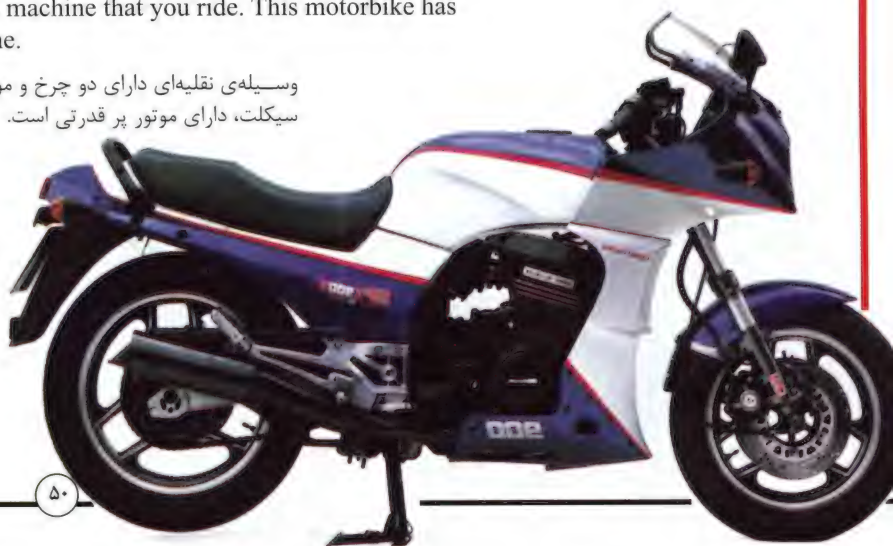 machine that you ride. This motorbike has
ne.
وسیله‌ی نقلیه‌ای دارای دو چرخ و مو
سیکلت، دارای موتور پر قدرتی است.
۵۰